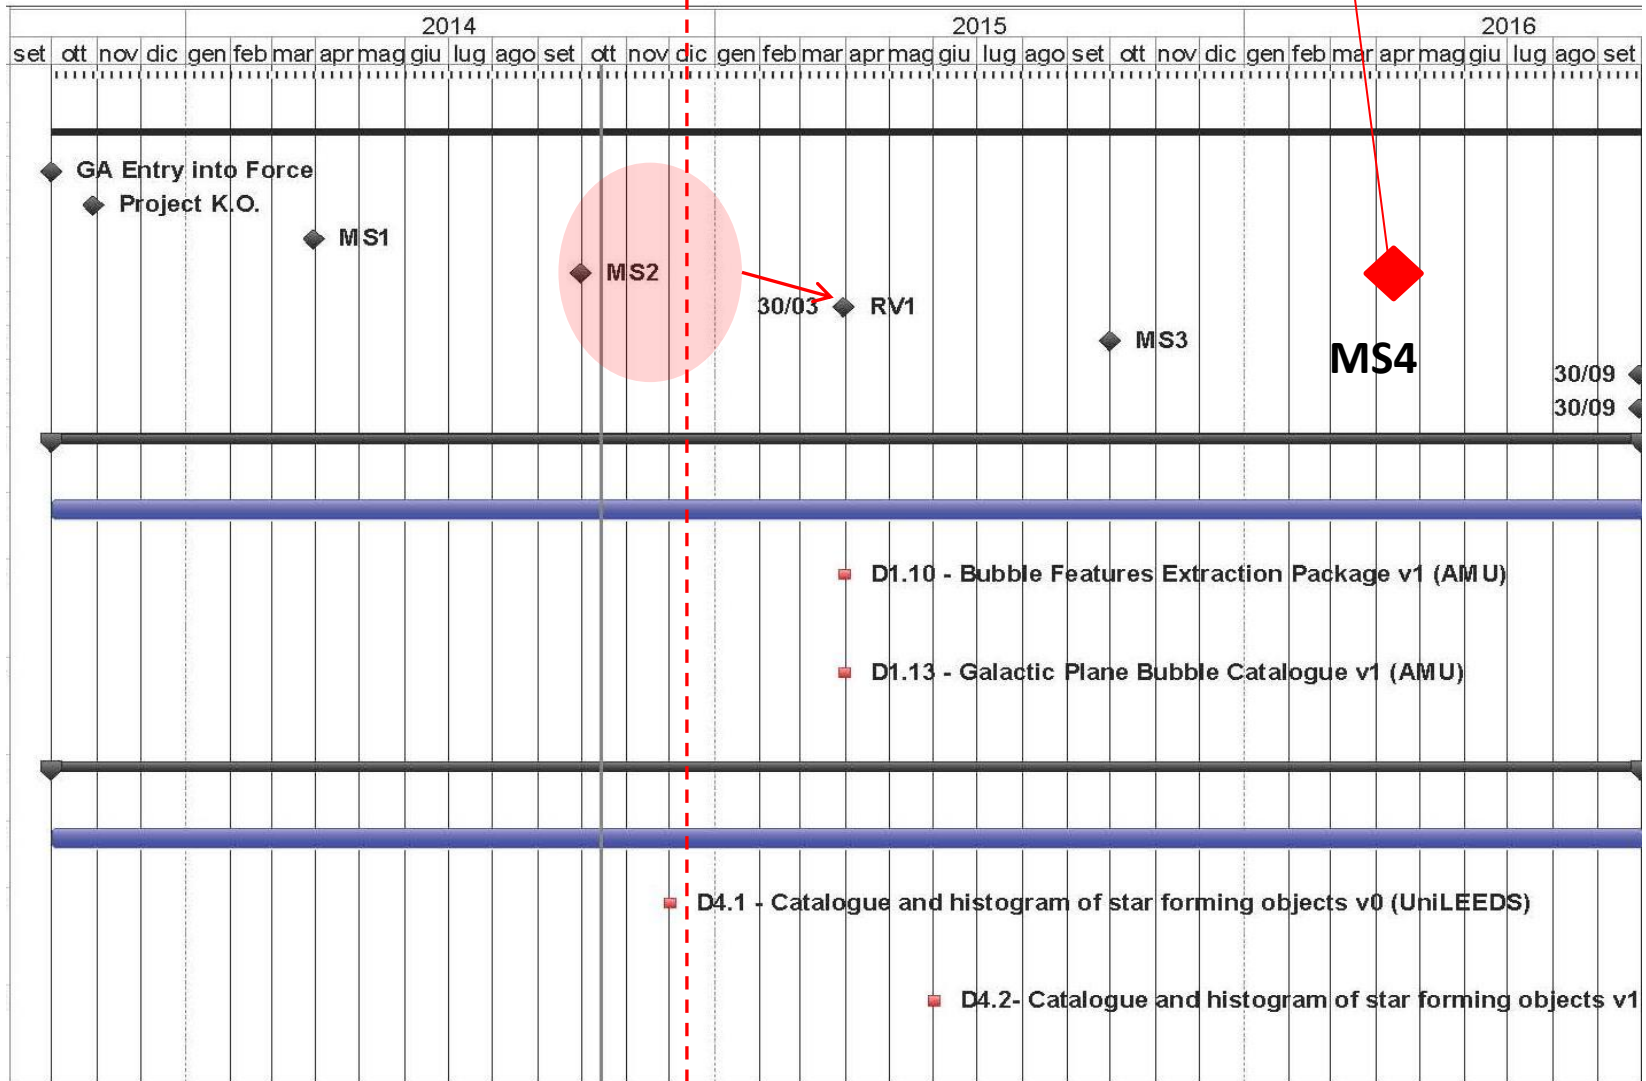 2014 2015 2016
set ott nov dic gen feb mar apr mag giu lug ago set ott nov dic gen feb mar apr mag giu lug ago set ott nov dic gen feb mar apr mag giu lug ago set
GA Entry into Force
Project K.O.
MS1
MS2
30/03 RV1
MS3
MS4
30/09
30/09
D1.10 - Bubble Features Extraction Package v1 (AMU)
D1.13 - Galactic Plane Bubble Catalogue v1 (AMU)
D4.1 - Catalogue and histogram of star forming objects v0 (UniLEEDS)
D4.2- Catalogue and histogram of star forming objects v1